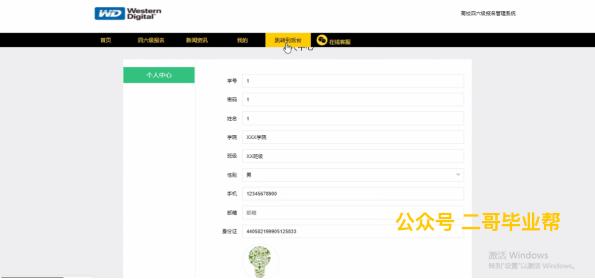 WD Western Digital®
高校四六级报名管理系统
首页 四六级报名 新闻资讯 我的 跳转到后台 在线客服
个人中心
学号 1
密码 1
姓名 1
学院 XXX学院
班级 XX班级
性别 男
手机 12345678900
邮箱 邮箱
身份证 440582199905125833
公众号 二哥毕业帮
激活 Windows
转到"设置"以激活 Windows。